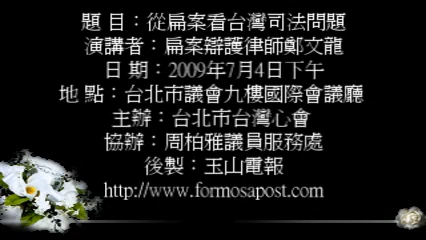 題 目：從扁案看台灣司法問題
演講者：扁案辯護律師鄭文龍
日 期：2009年7月4日下午
地 點：台北市議會九樓國際會議廳
主辦：台北市台灣心會
協辦：周柏雅議員服務處
後製：玉山電報
http://www.formosapost.com